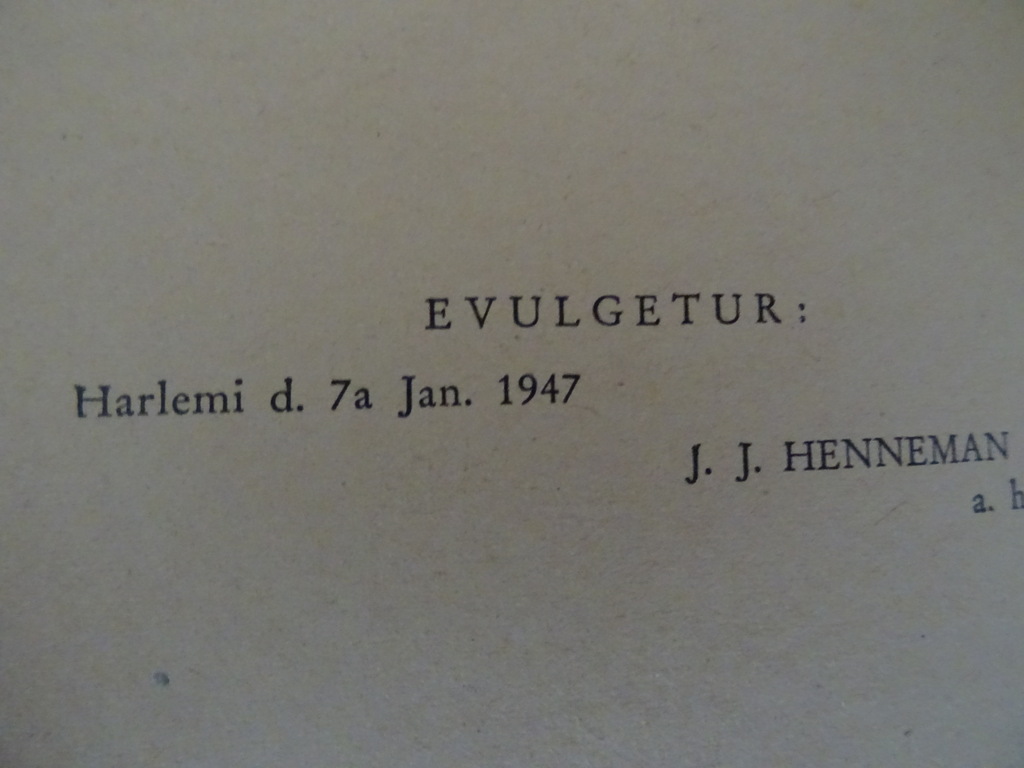 EVULGETUR:
Harlemi d. 7a Jan. 1947
J. J. HENNEMAN
a.